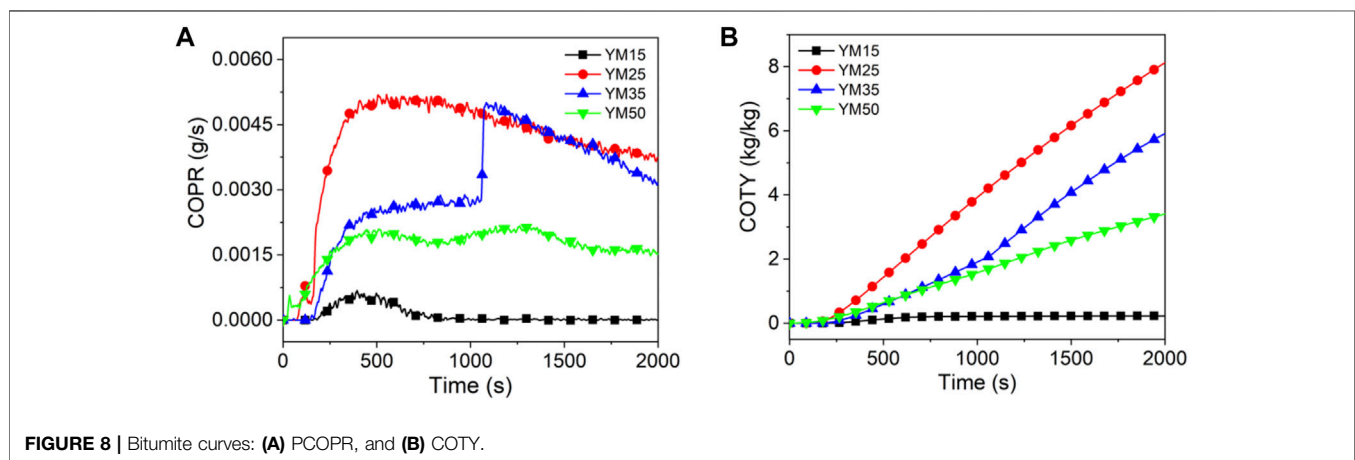 A
COPR (g/s)
0.0060
0.0045
0.0030
0.0015
0.0000
0 500 1000 1500 2000
Time (s)
YM15
YM25
YM35
YM50
B
COTY (kg/kg)
8
6
4
2
0
0 500 1000 1500 2000
Time (s)
YM15
YM25
YM35
YM50
FIGURE 8 | Bitumite curves: (A) PCOPR, and (B) COTY.